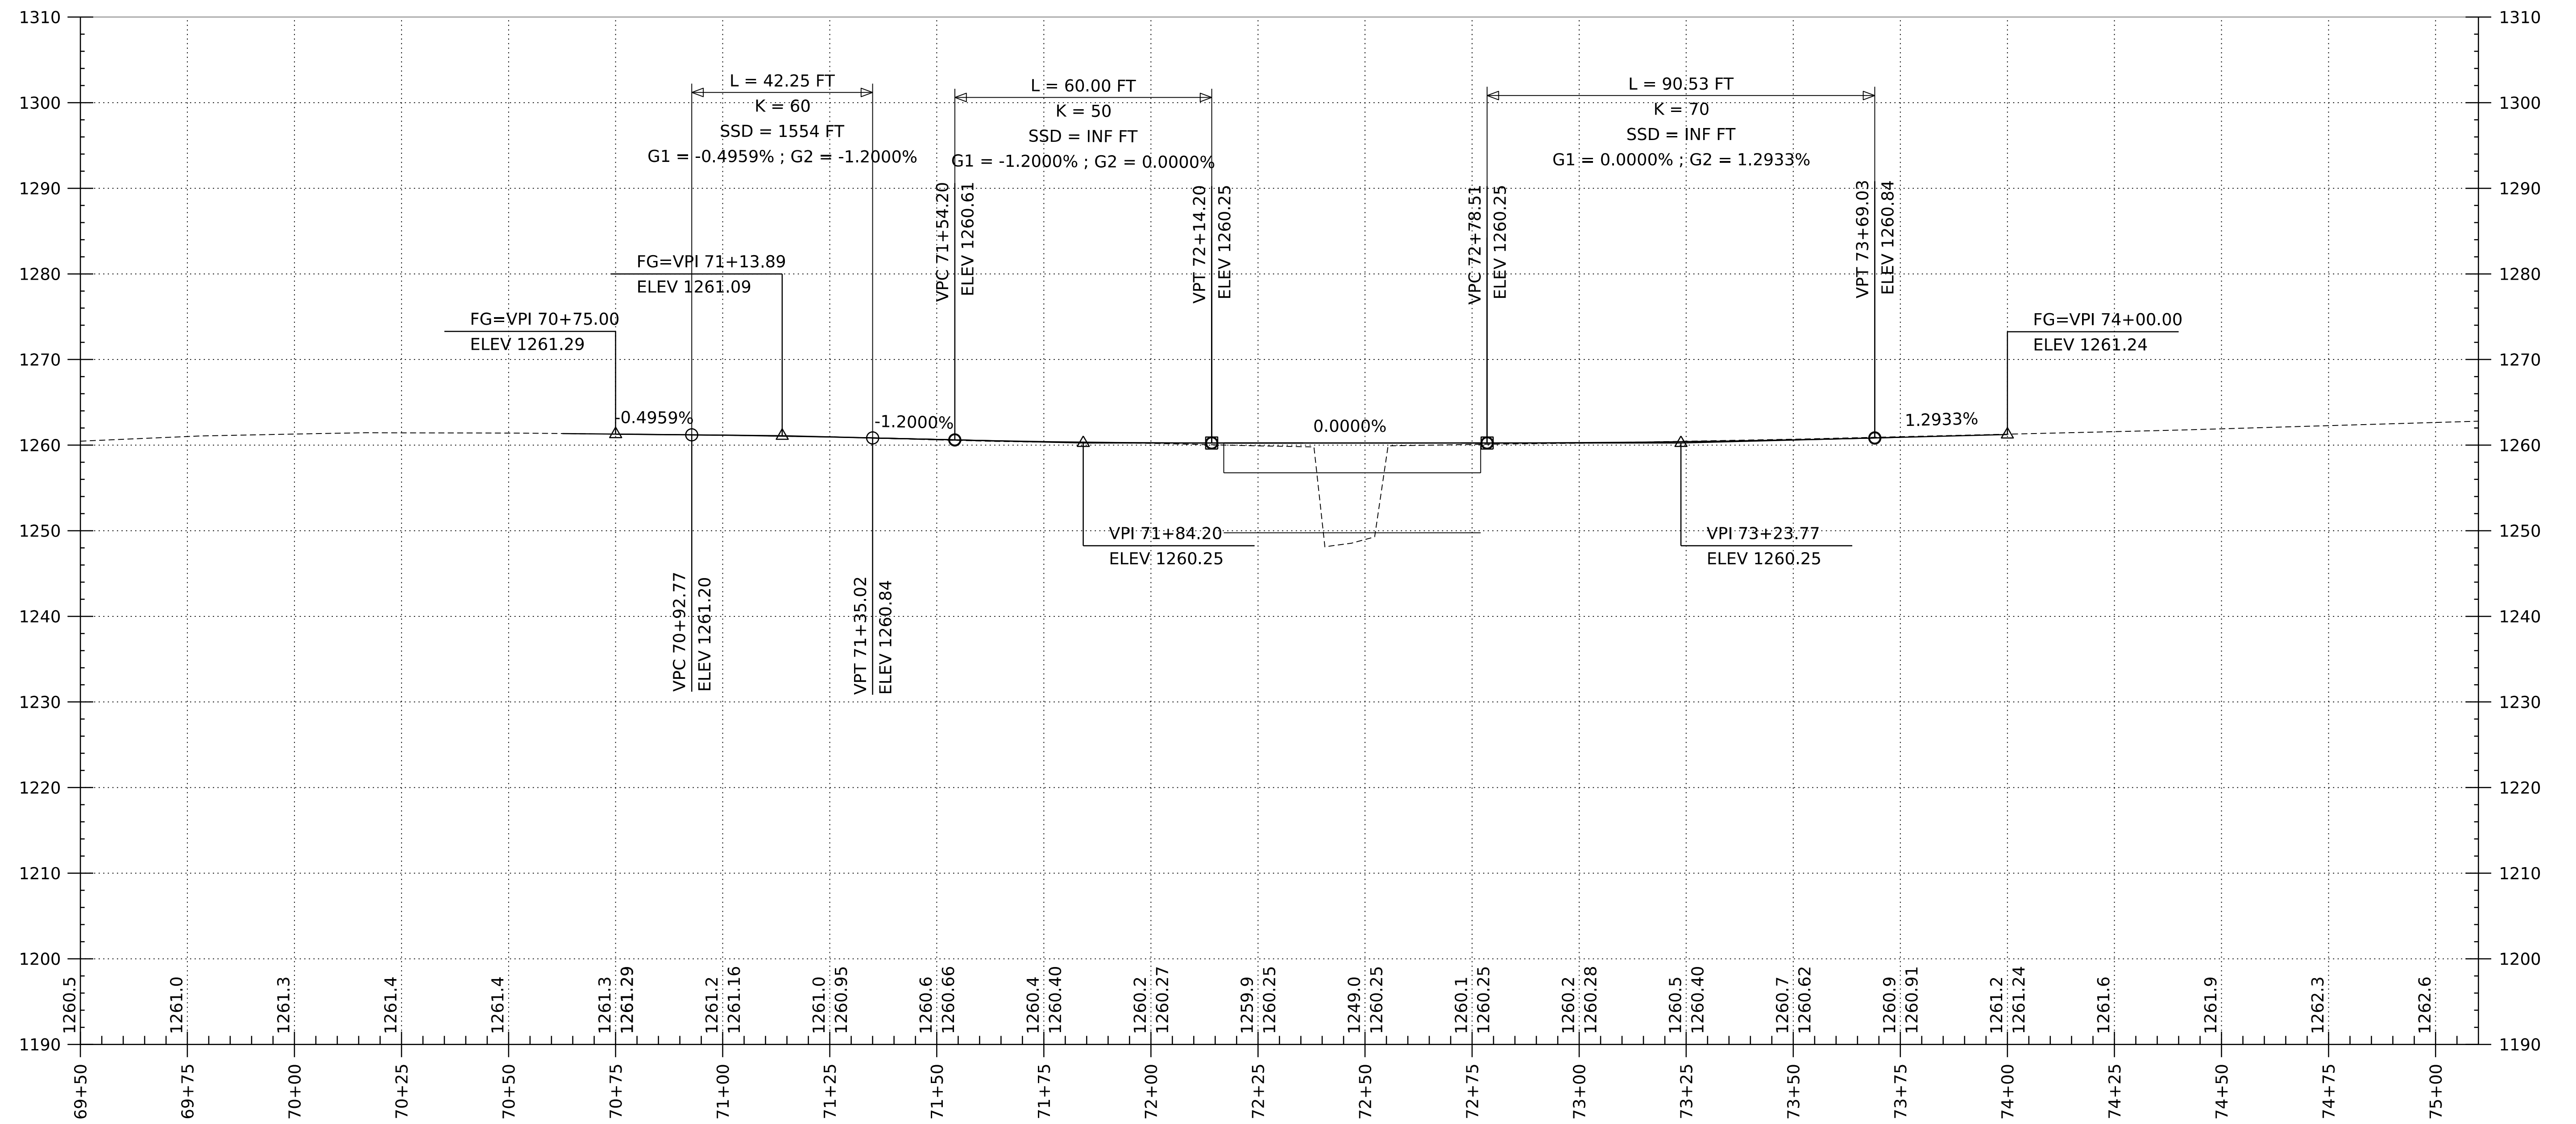 1310
1310
L = 42.25 FT
K = 60
SSD = 1554 FT
G1 = -0.4959% ; G2 = -1.2000%
L = 60.00 FT
K = 50
SSD = INF FT
G1 = -1.2000% ; G2 = 0.0000%
L = 90.53 FT
K = 70
SSD = INF FT
G1 = 0.0000% ; G2 = 1.2933%
1300
1300
1290
1290
VPC 71+54.20
ELEV 1260.61
VPT 72+14.20
ELEV 1260.25
VPC 72+78.51
ELEV 1260.25
VPT 73+69.03
ELEV 1260.84
FG=VPI 71+13.89
ELEV 1261.09
1280
1280
FG=VPI 70+75.00
ELEV 1261.29
FG=VPI 74+00.00
ELEV 1261.24
1270
1270
-0.4959%
-1.2000%
0.0000%
1.2933%
1260
1260
1250
1250
VPI 71+84.20
ELEV 1260.25
VPI 73+23.77
ELEV 1260.25
VPC 70+92.77
ELEV 1261.20
VPT 71+35.02
ELEV 1260.84
1240
1240
1230
1230
1220
1220
1210
1210
1200
1200
1190
1190
1260.5
1261.0
1261.3
1261.4
1261.4
1261.3
1261.29
1261.2
1261.16
1261.0
1260.95
1260.6
1260.66
1260.4
1260.40
1260.2
1260.27
1259.9
1260.25
1249.0
1260.25
1260.1
1260.25
1260.2
1260.28
1260.5
1260.40
1260.7
1260.62
1260.9
1260.91
1261.2
1261.24
1261.6
1261.9
1262.3
1262.6
69+50
69+75
70+00
70+25
70+50
70+75
71+00
71+25
71+50
71+75
72+00
72+25
72+50
72+75
73+00
73+25
73+50
73+75
74+00
74+25
74+50
74+75
75+00